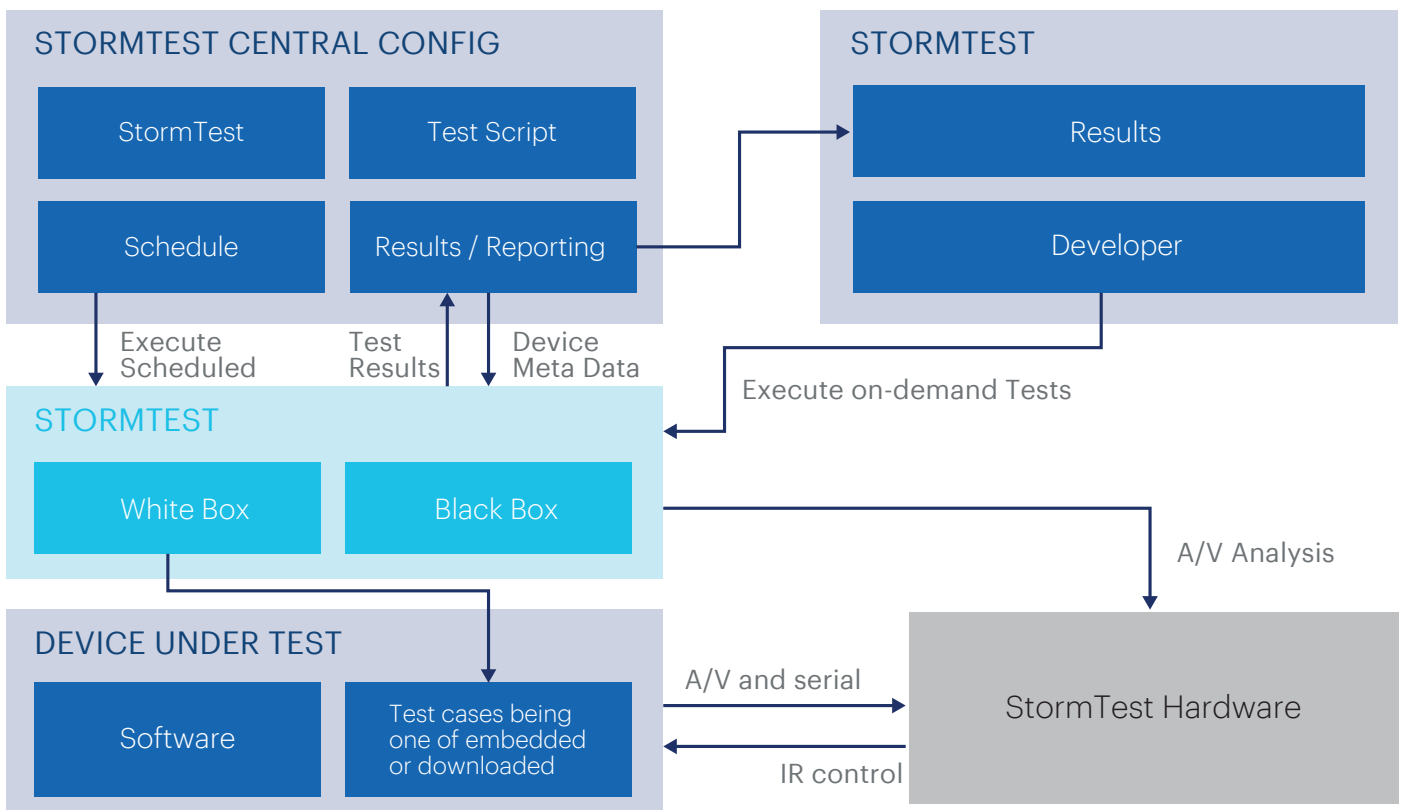 STORMTEST CENTRAL CONFIG
StormTest
Test Script
Schedule
Results / Reporting
STORMTEST
Results
Developer
Execute
Scheduled
Test
Results
Device
Meta Data
Execute on-demand Tests
STORMTEST
White Box
Black Box
A/V Analysis
DEVICE UNDER TEST
Software
Test cases being
one of embedded
or downloaded
A/V and serial
IR control
StormTest Hardware